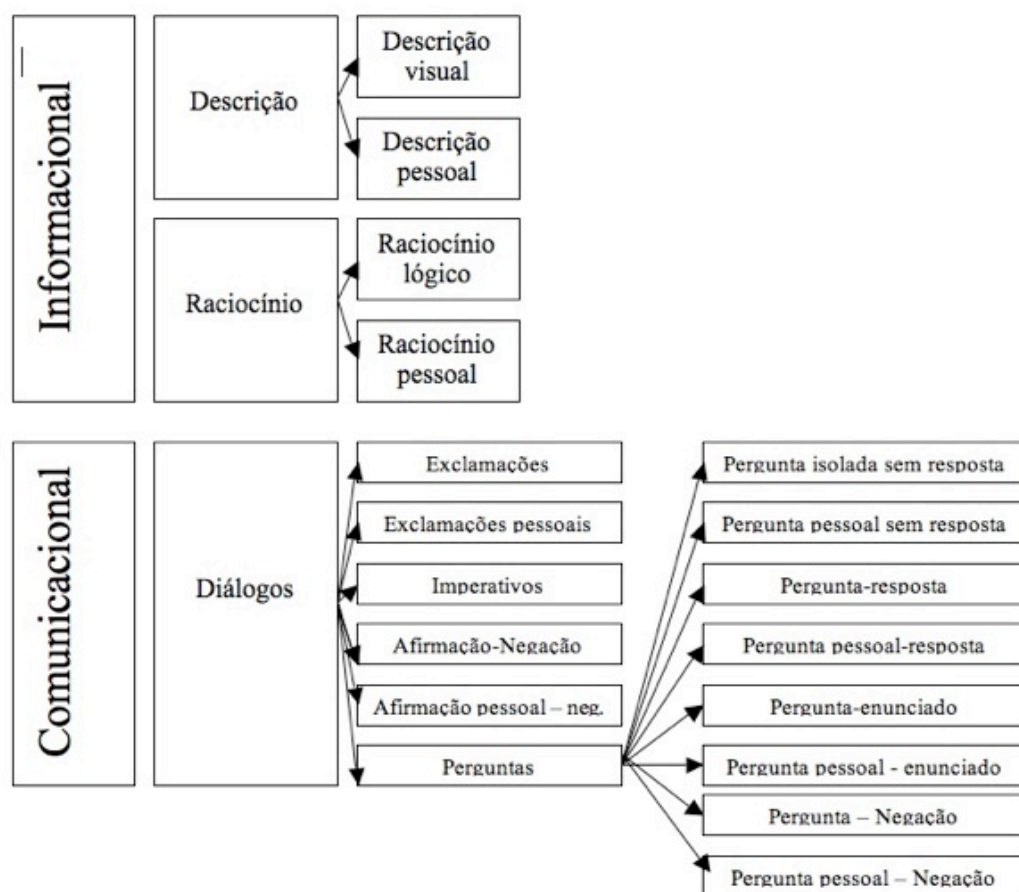 Informacional
Descrição
Descrição
visual
Descrição
pessoal
Raciocínio
Raciocínio
lógico
Raciocínio
pessoal
Comunicacional
Diálogos
Exclamações
Exclamações pessoais
Imperativos
Afirmação-Negação
Afirmação pessoal – neg.
Perguntas
Pergunta isolada sem resposta
Pergunta pessoal sem resposta
Pergunta-resposta
Pergunta pessoal-resposta
Pergunta-enunciado
Pergunta pessoal - enunciado
Pergunta – Negação
Pergunta pessoal – Negação